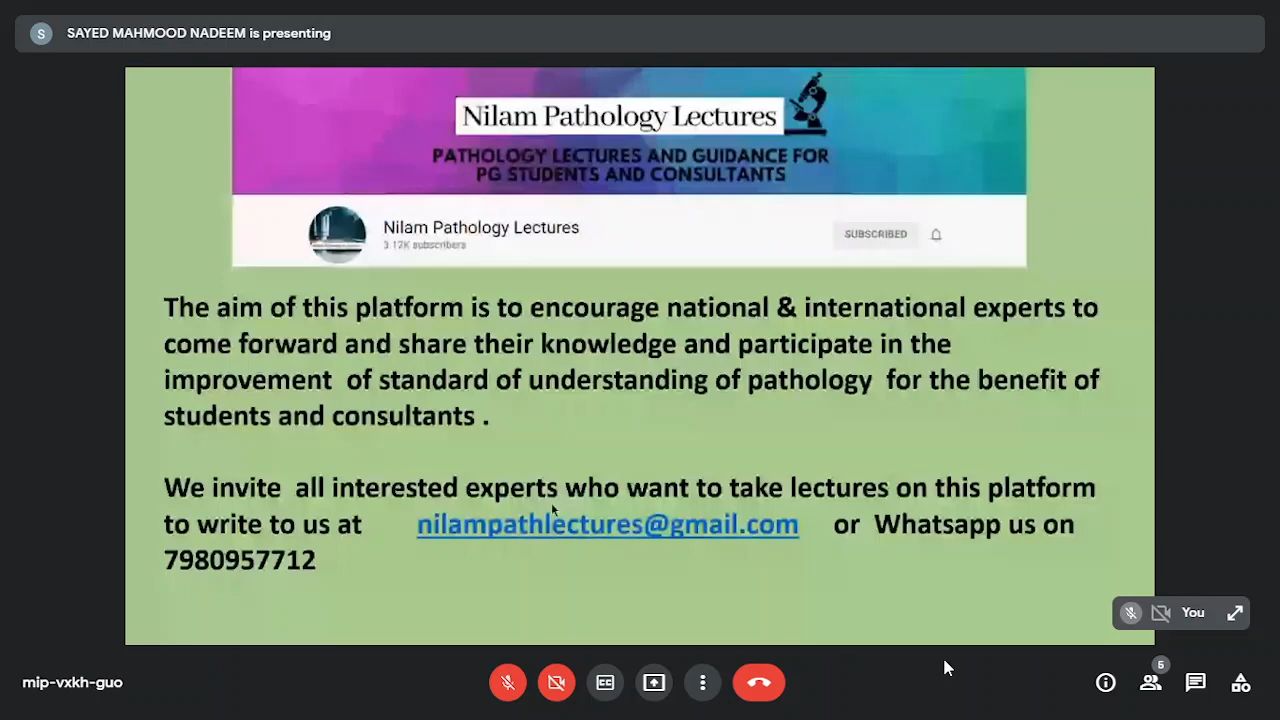 S SAYED MAHMOOD NADEEM is presenting
Nilam Pathology Lectures
PATHOLOGY LECTURES AND GUIDANCE FOR
PG STUDENTS AND CONSULTANTS
Nilam Pathology Lectures
3.17K subscribers
SUBSCRIBED
The aim of this platform is to encourage national & international experts to
come forward and share their knowledge and participate in the
improvement of standard of understanding of pathology for the benefit of
students and consultants .
We invite all interested experts who want to take lectures on this platform
to write to us at nilampathlectures@gmail.com or Whatsapp us on
7980957712
You
mip-vxkh-guo
CC
5